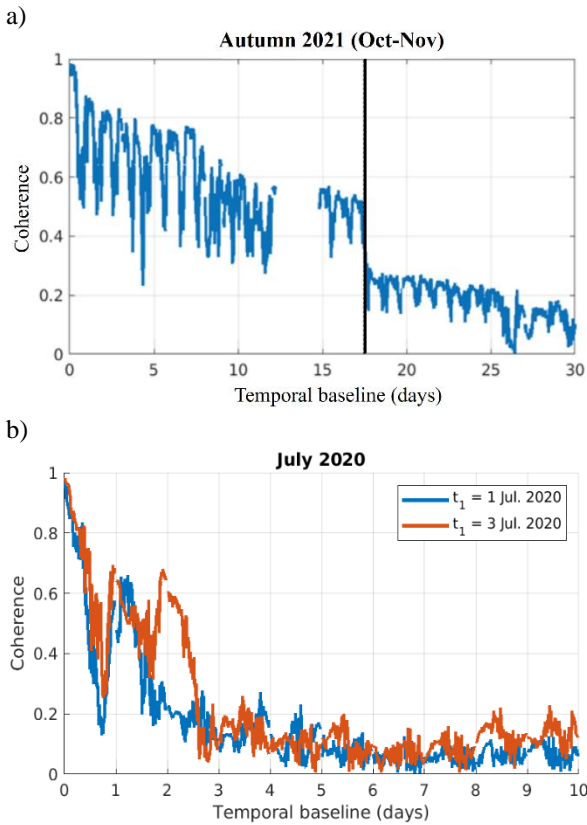 a)
Autumn 2021 (Oct-Nov)
Coherence
1
0.8
0.6
0.4
0.2
0
0 5 10 15 20 25 30
Temporal baseline (days)
b)
July 2020
Coherence
1
0.8
0.6
0.4
0.2
0
t1 = 1 Jul. 2020
t1 = 3 Jul. 2020
0 1 2 3 4 5 6 7 8 9 10
Temporal baseline (days)